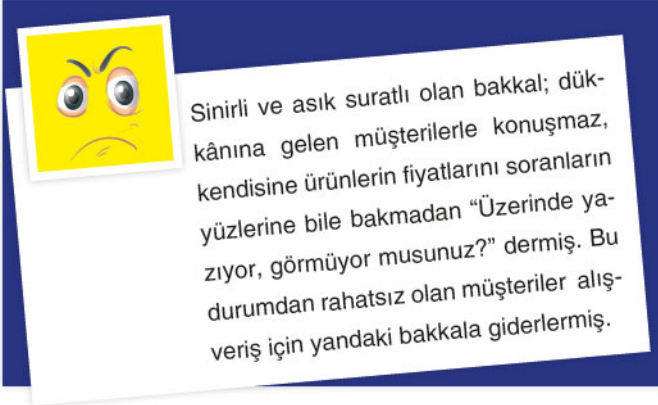 Sinirli ve asık suratlı olan bakkal; dük-
kânına gelen müşterilerle konuşmaz,
kendisine ürünlerin fiyatlarını soranların
yüzlerine bile bakmadan “Üzerinde ya-
zıyor, görmüyor musunuz?” dermiş. Bu
durumdan rahatsız olan müşteriler alış-
veriş için yandaki bakkala giderlermiş.